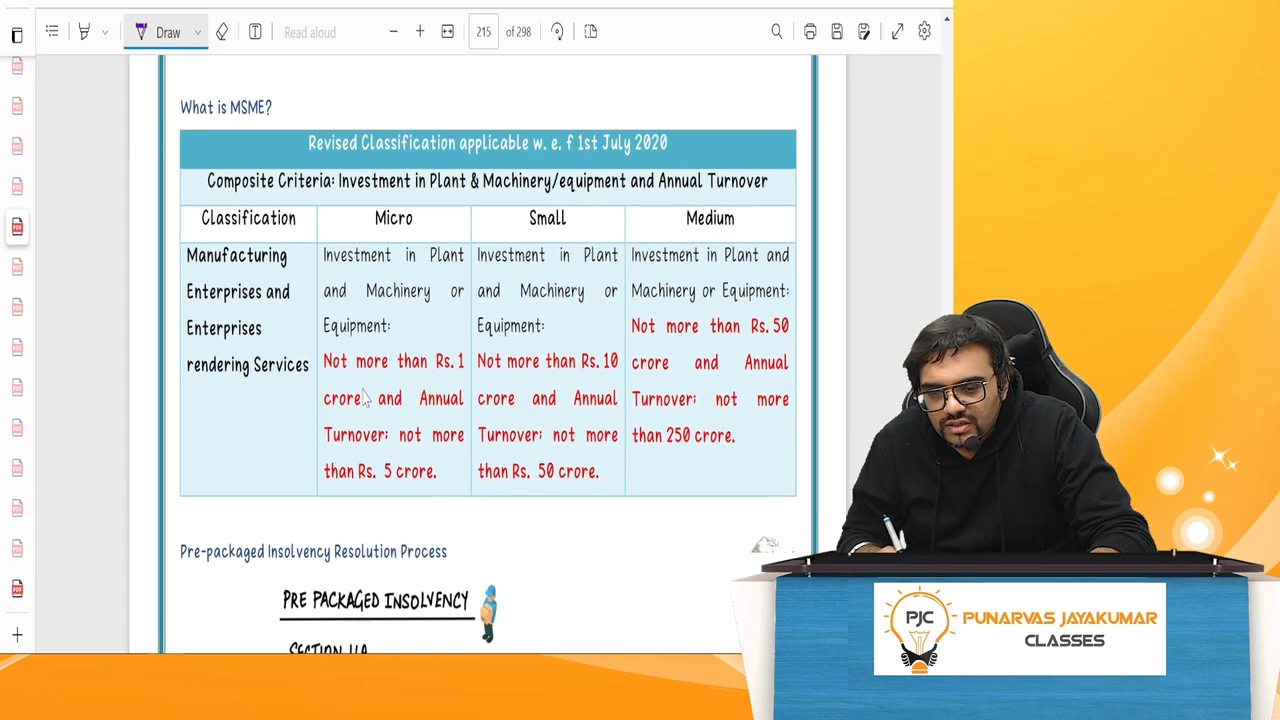 Draw
Read aloud
215 of 298
What is MSME?
Revised Classification applicable w. e. f 1st July 2020
Composite Criteria: Investment in Plant & Machinery/equipment and Annual Turnover
Classification Micro Small Medium
Manufacturing
Enterprises and
Enterprises
rendering Services
Investment in Plant
and Machinery or
Equipment:
Not more than Rs. 1
crore and Annual
Turnover; not more
than Rs. 5 crore.
Investment in Plant
and Machinery or
Equipment:
Not more than Rs. 10
crore and Annual
Turnover; not more
than Rs. 50 crore.
Investment in Plant and
Machinery or Equipment:
Not more than Rs. 50
crore and Annual
Turnover; not more
than 250 crore.
Pre-packaged Insolvency Resolution Process
PRE PACKAGED INSOLVENCY
PJC
PUNARVAS JAYAKUMAR
CLASSES